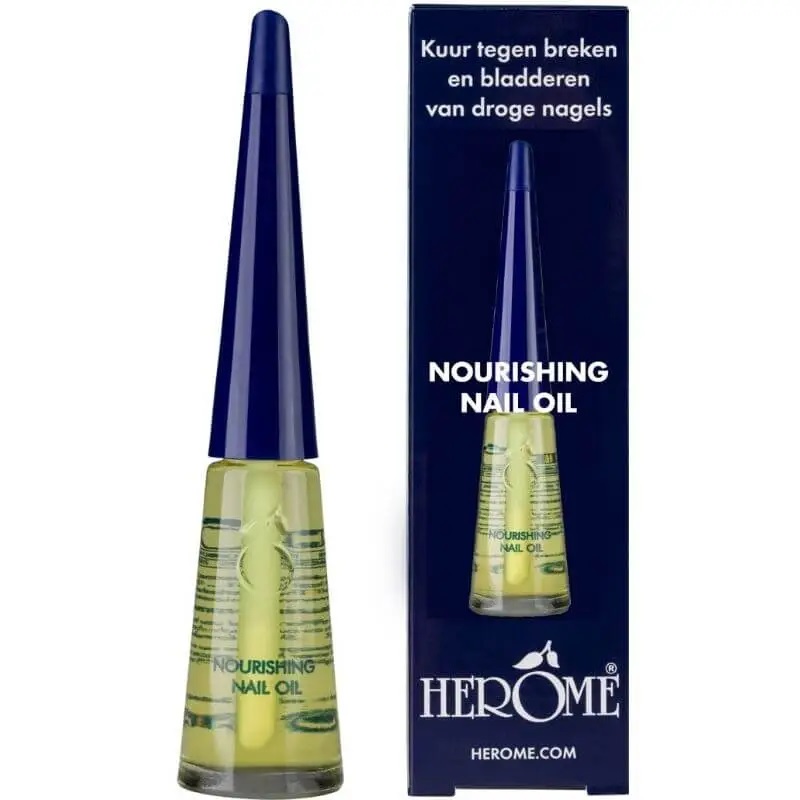 NOURISHING
NAIL OIL
Kuur tegen breken
en bladderen
van droge nagels
NOURISHING
NAIL OIL
NOURISHING
NAIL OIL
HERÔME®
HEROME.COM